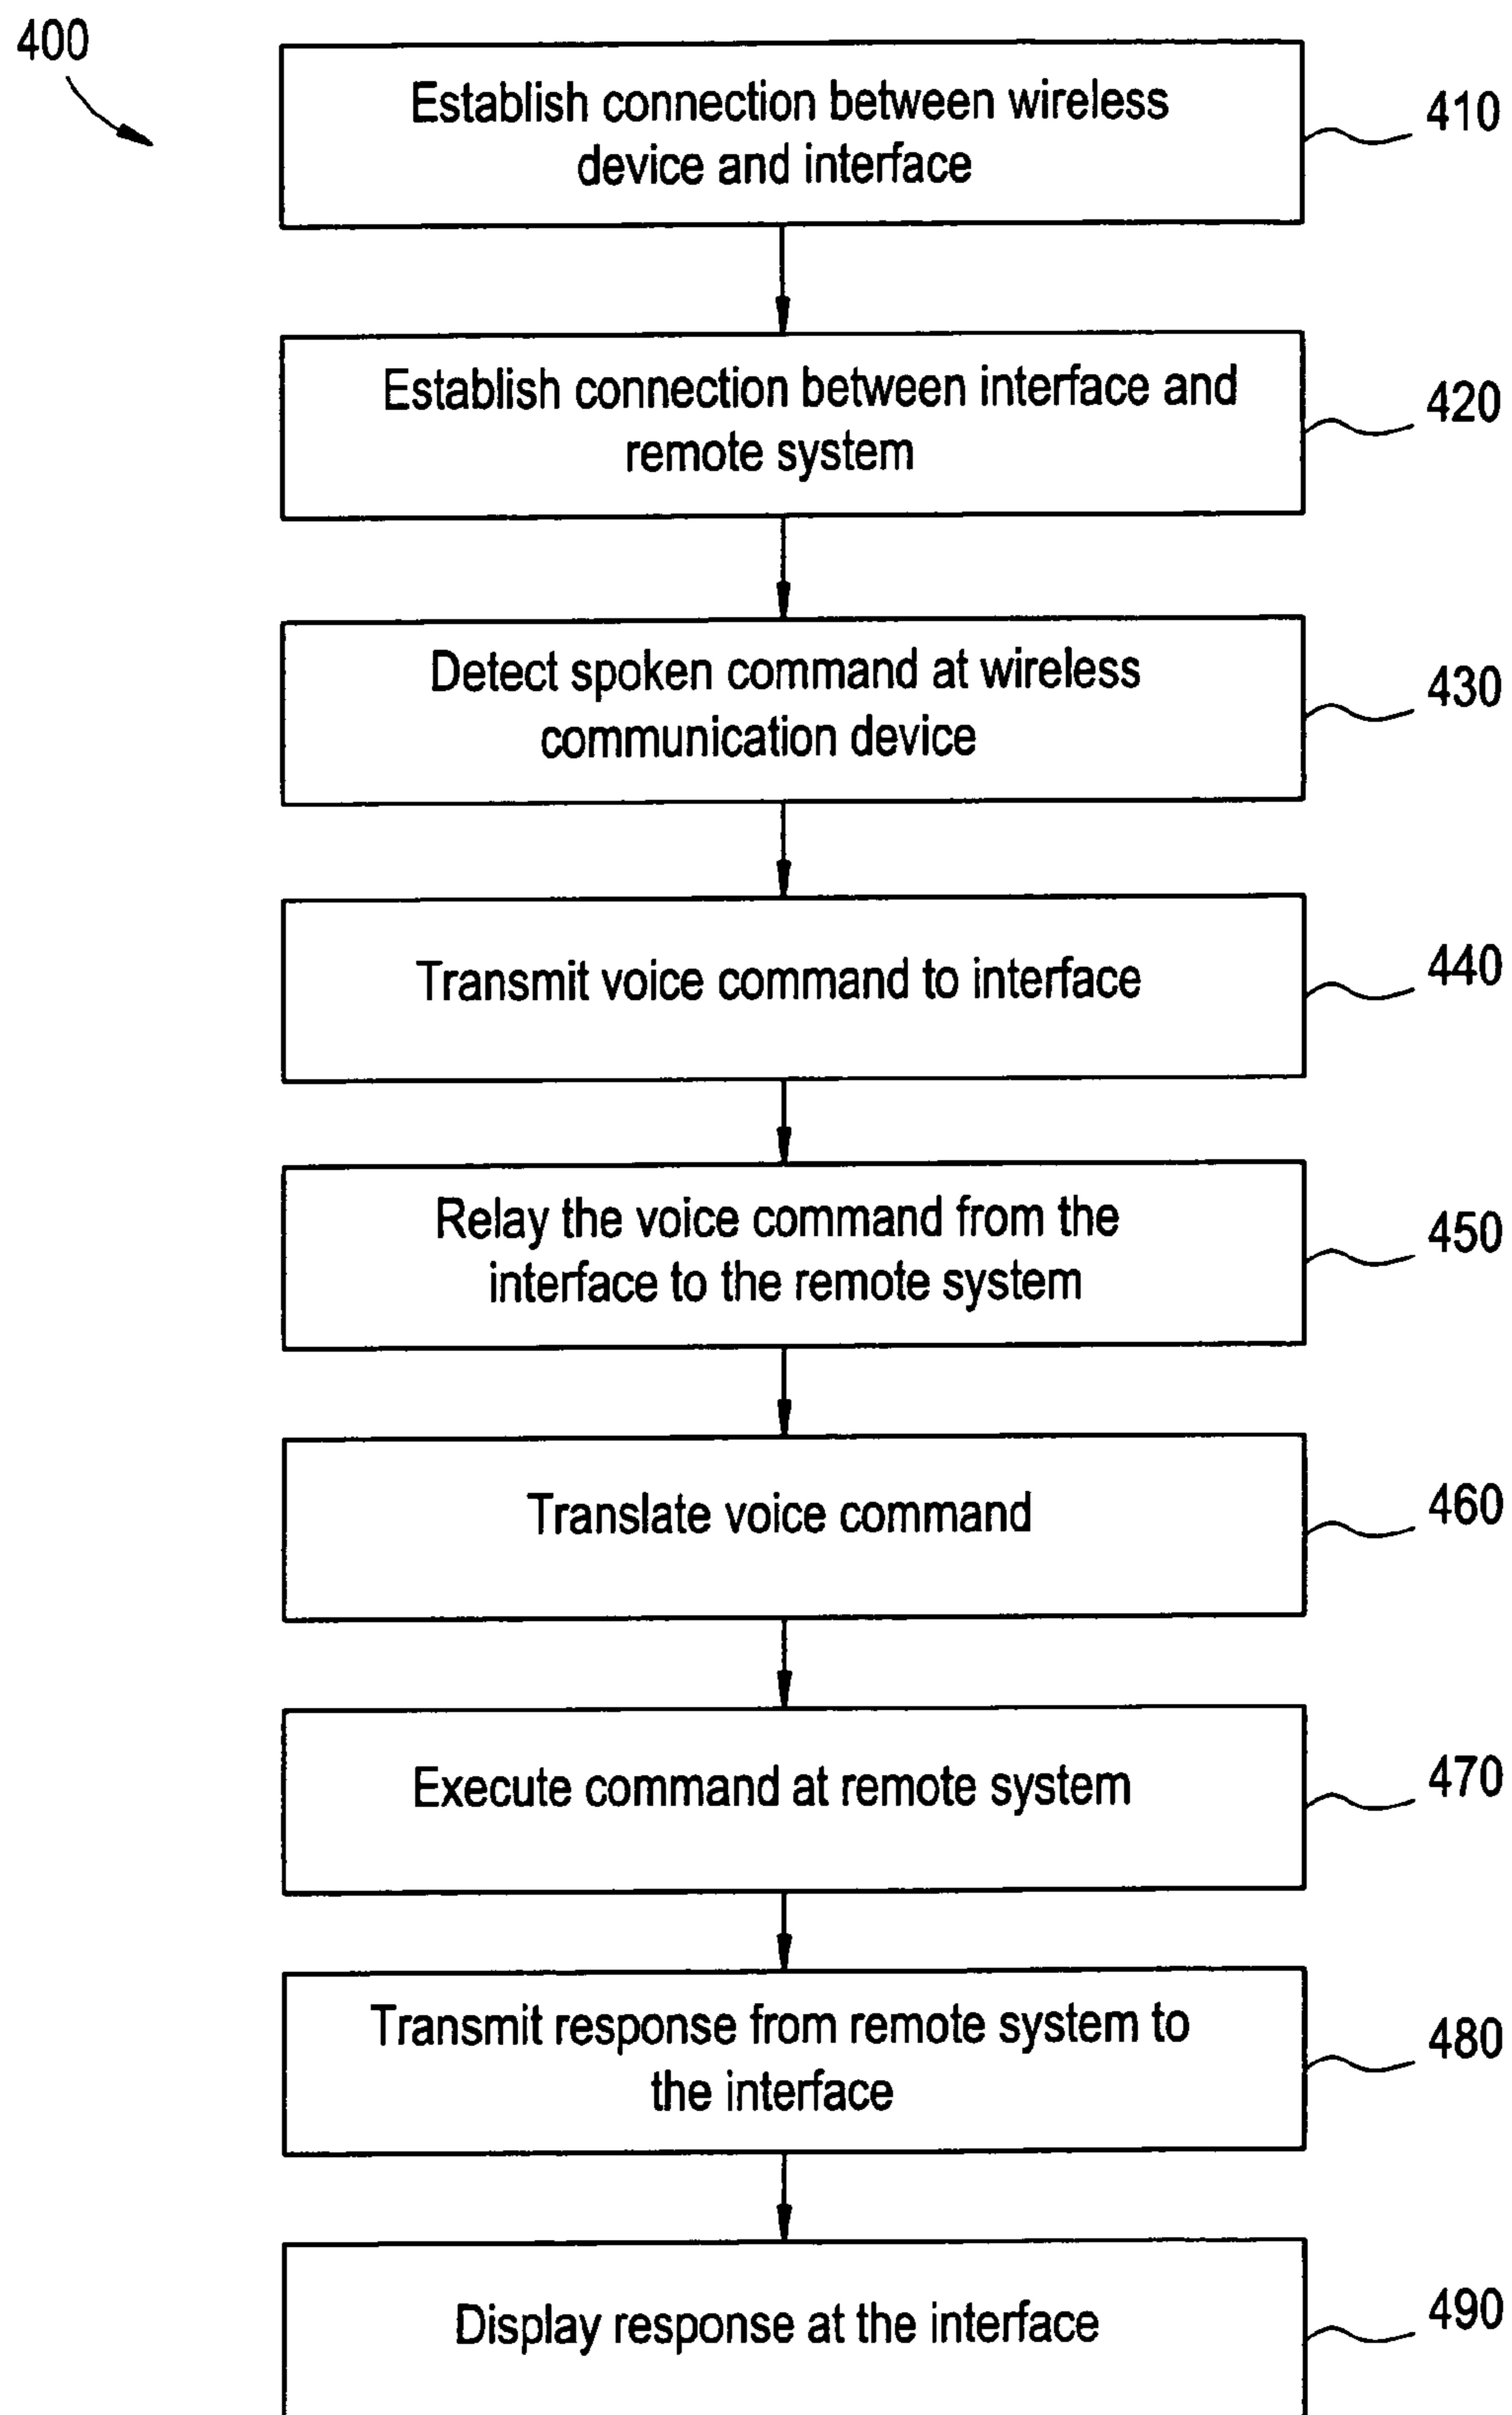 400
Establish connection between wireless
device and interface
410
Establish connection between interface and
remote system
420
Detect spoken command at wireless
communication device
430
Transmit voice command to interface
440
Relay the voice command from the
interface to the remote system
450
Translate voice command
460
Execute command at remote system
470
Transmit response from remote system to
the interface
480
Display response at the interface
490